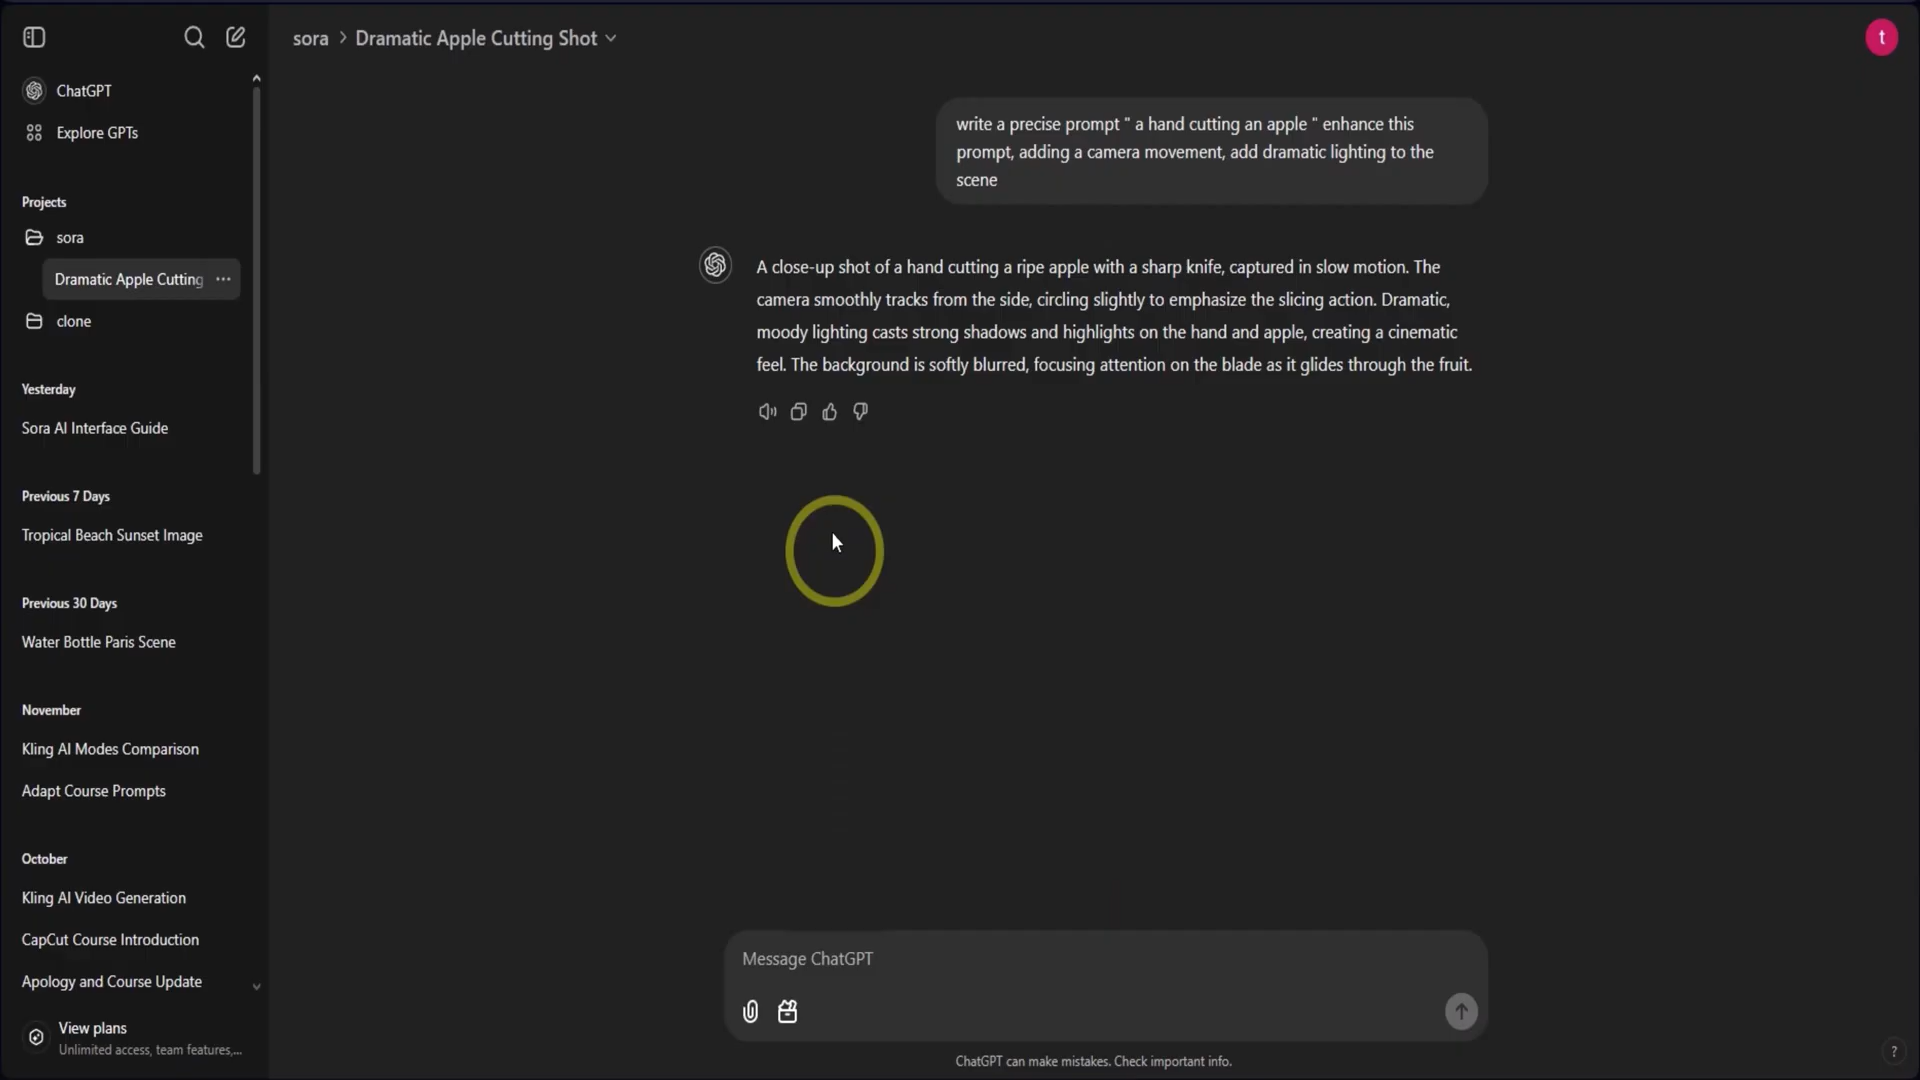 sora > Dramatic Apple Cutting Shot
t
ChatGPT
Explore GPTs
Projects
sora
Dramatic Apple Cutting ...
clone
Yesterday
Sora AI Interface Guide
Previous 7 Days
Tropical Beach Sunset Image
Previous 30 Days
Water Bottle Paris Scene
November
Kling AI Modes Comparison
Adapt Course Prompts
October
Kling AI Video Generation
CapCut Course Introduction
Apology and Course Update
View plans
Unlimited access, team features,...
write a precise prompt " a hand cutting an apple " enhance this
prompt, adding a camera movement, add dramatic lighting to the
scene
A close-up shot of a hand cutting a ripe apple with a sharp knife, captured in slow motion. The
camera smoothly tracks from the side, circling slightly to emphasize the slicing action. Dramatic,
moody lighting casts strong shadows and highlights on the hand and apple, creating a cinematic
feel. The background is softly blurred, focusing attention on the blade as it glides through the fruit.
Message ChatGPT
ChatGPT can make mistakes. Check important info.
?